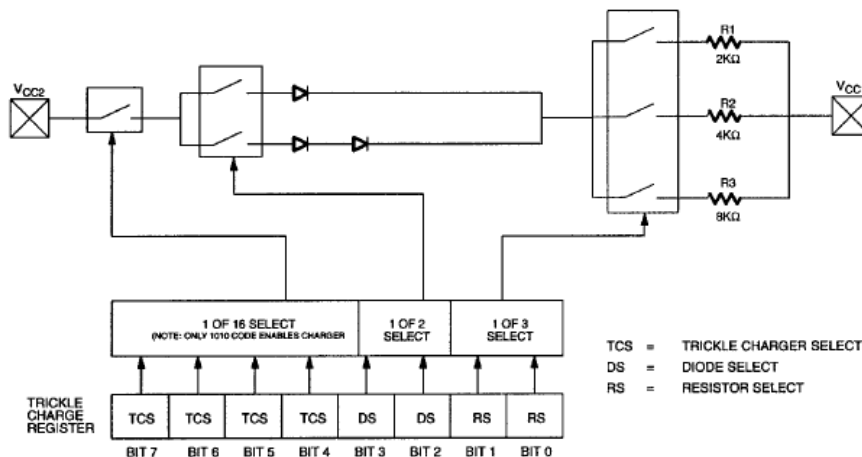 R1
2KΩ
VCC2
VCC
R2
4KΩ
R3
8KΩ
1 OF 16 SELECT
(NOTE: ONLY 1010 CODE ENABLES CHARGER
1 OF 2
SELECT
1 OF 3
SELECT
TCS = TRICKLE CHARGER SELECT
DS = DIODE SELECT
RS = RESISTOR SELECT
TRICKLE
CHARGE
REGISTER
TCS TCS TCS TCS DS DS RS RS
BIT 7 BIT 6 BIT 5 BIT 4 BIT 3 BIT 2 BIT 1 BIT 0